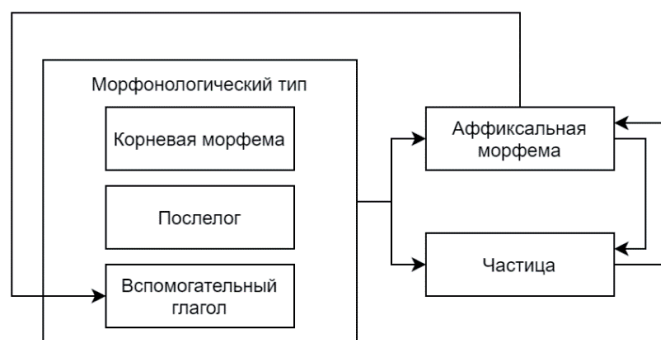 Морфонологический тип
Корневая морфема
Послелог
Вспомогательный
глагол
Аффиксальная
морфема
Частица